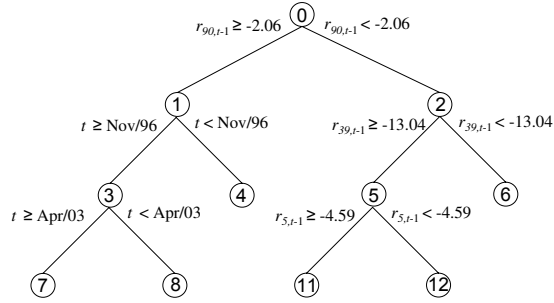 0
r90,t-1 ≥ -2.06 r90,t-1 < -2.06
1 2
t ≥ Nov/96 t < Nov/96 r39,t-1 ≥ -13.04 r39,t-1 < -13.04
3 4 5 6
t ≥ Apr/03 t < Apr/03 r5,t-1 ≥ -4.59 r5,t-1 < -4.59
7 8 11 12